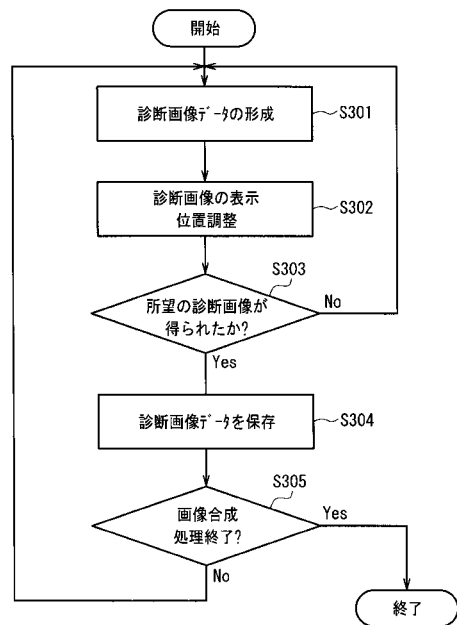 開始
診断画像データの形成
S301
診断画像の表示
位置調整
S302
S303
所望の診断画像が
得られたか?
No
Yes
診断画像データを保存
S304
S305
画像合成
処理終了?
Yes
No
終了